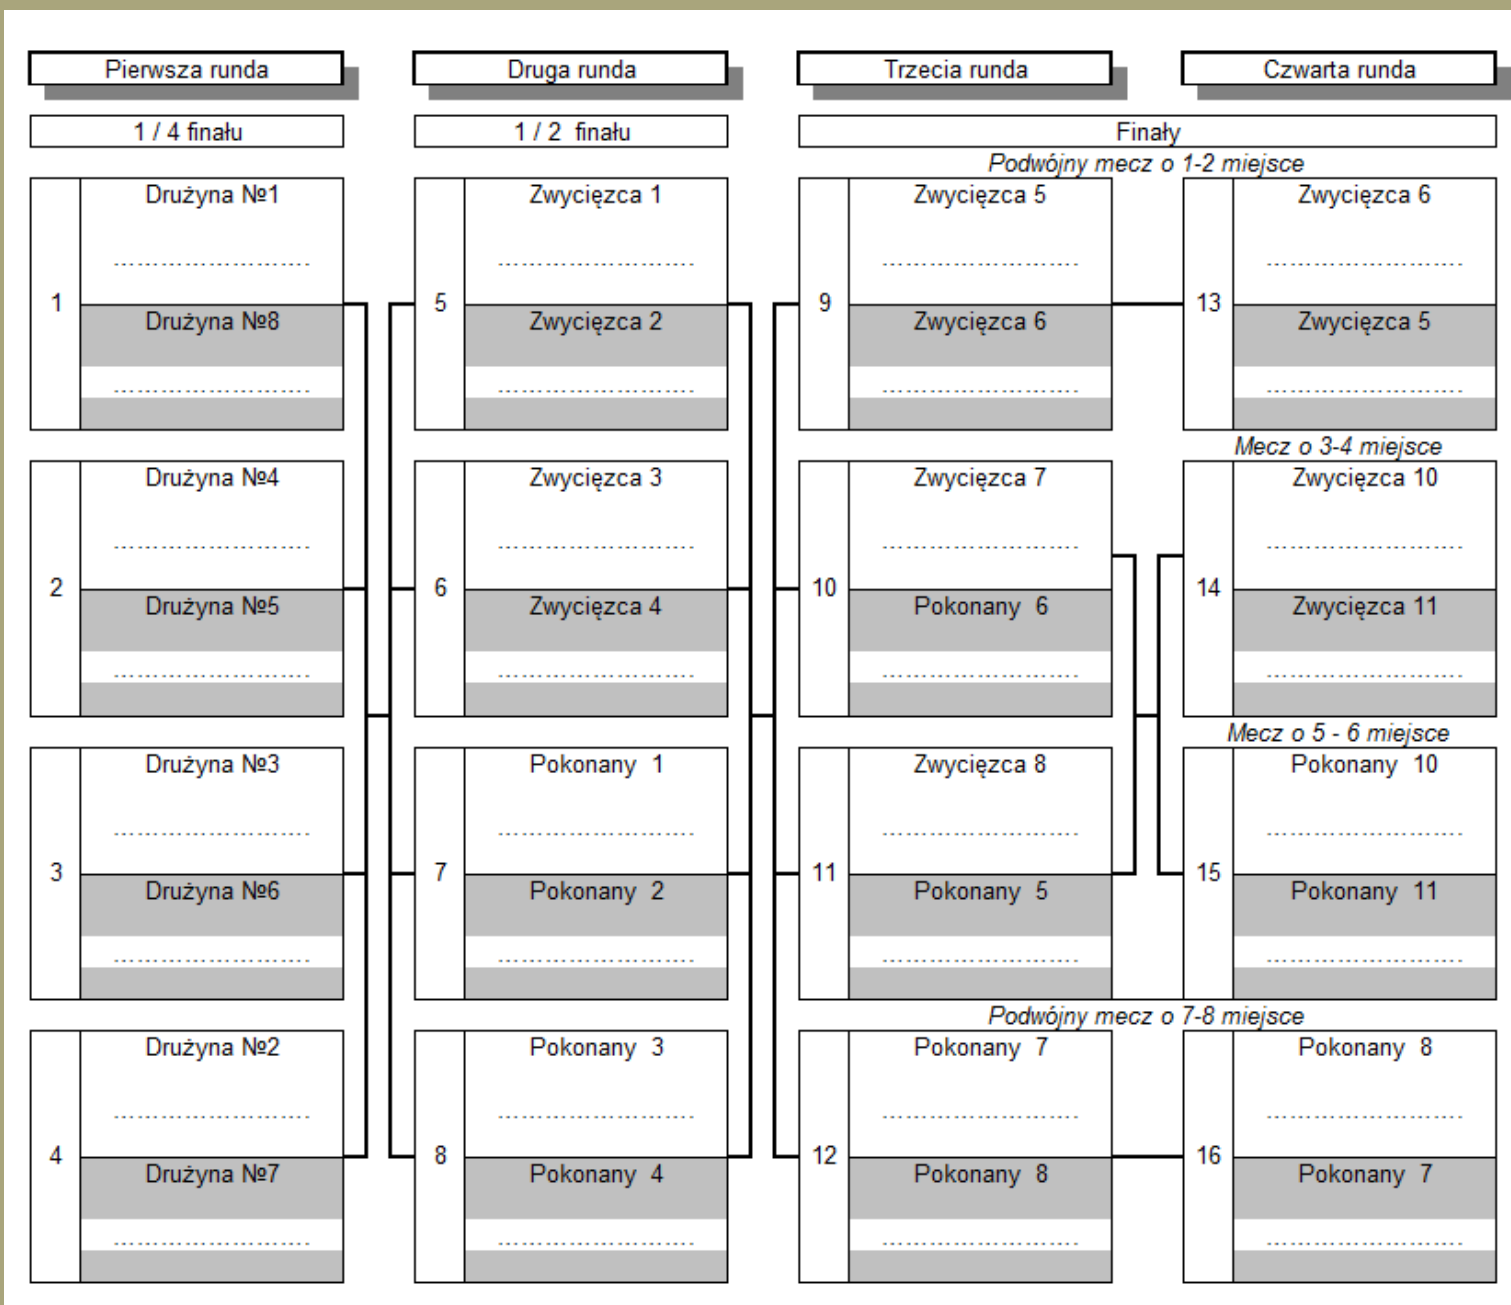 Pierwsza runda
Druga runda
Trzecia runda
Czwarta runda
1 / 4 finału
1 / 2 finału
Finały
Podwójny mecz o 1-2 miejsce
1
Drużyna №1
........................
Drużyna №8
........................
5
Zwycięzca 1
........................
Zwycięzca 2
........................
9
Zwycięzca 5
........................
Zwycięzca 6
........................
13
Zwycięzca 6
........................
Zwycięzca 5
........................
Mecz o 3-4 miejsce
2
Drużyna №4
........................
Drużyna №5
........................
6
Zwycięzca 3
........................
Zwycięzca 4
........................
10
Zwycięzca 7
........................
Pokonany 6
........................
14
Zwycięzca 10
........................
Zwycięzca 11
........................
Mecz o 5 - 6 miejsce
3
Drużyna №3
........................
Drużyna №6
........................
7
Pokonany 1
........................
Pokonany 2
........................
11
Zwycięzca 8
........................
Pokonany 5
........................
15
Pokonany 10
........................
Pokonany 11
........................
Podwójny mecz o 7-8 miejsce
4
Drużyna №2
........................
Drużyna №7
........................
8
Pokonany 3
........................
Pokonany 4
........................
12
Pokonany 7
........................
Pokonany 8
........................
16
Pokonany 8
........................
Pokonany 7
........................